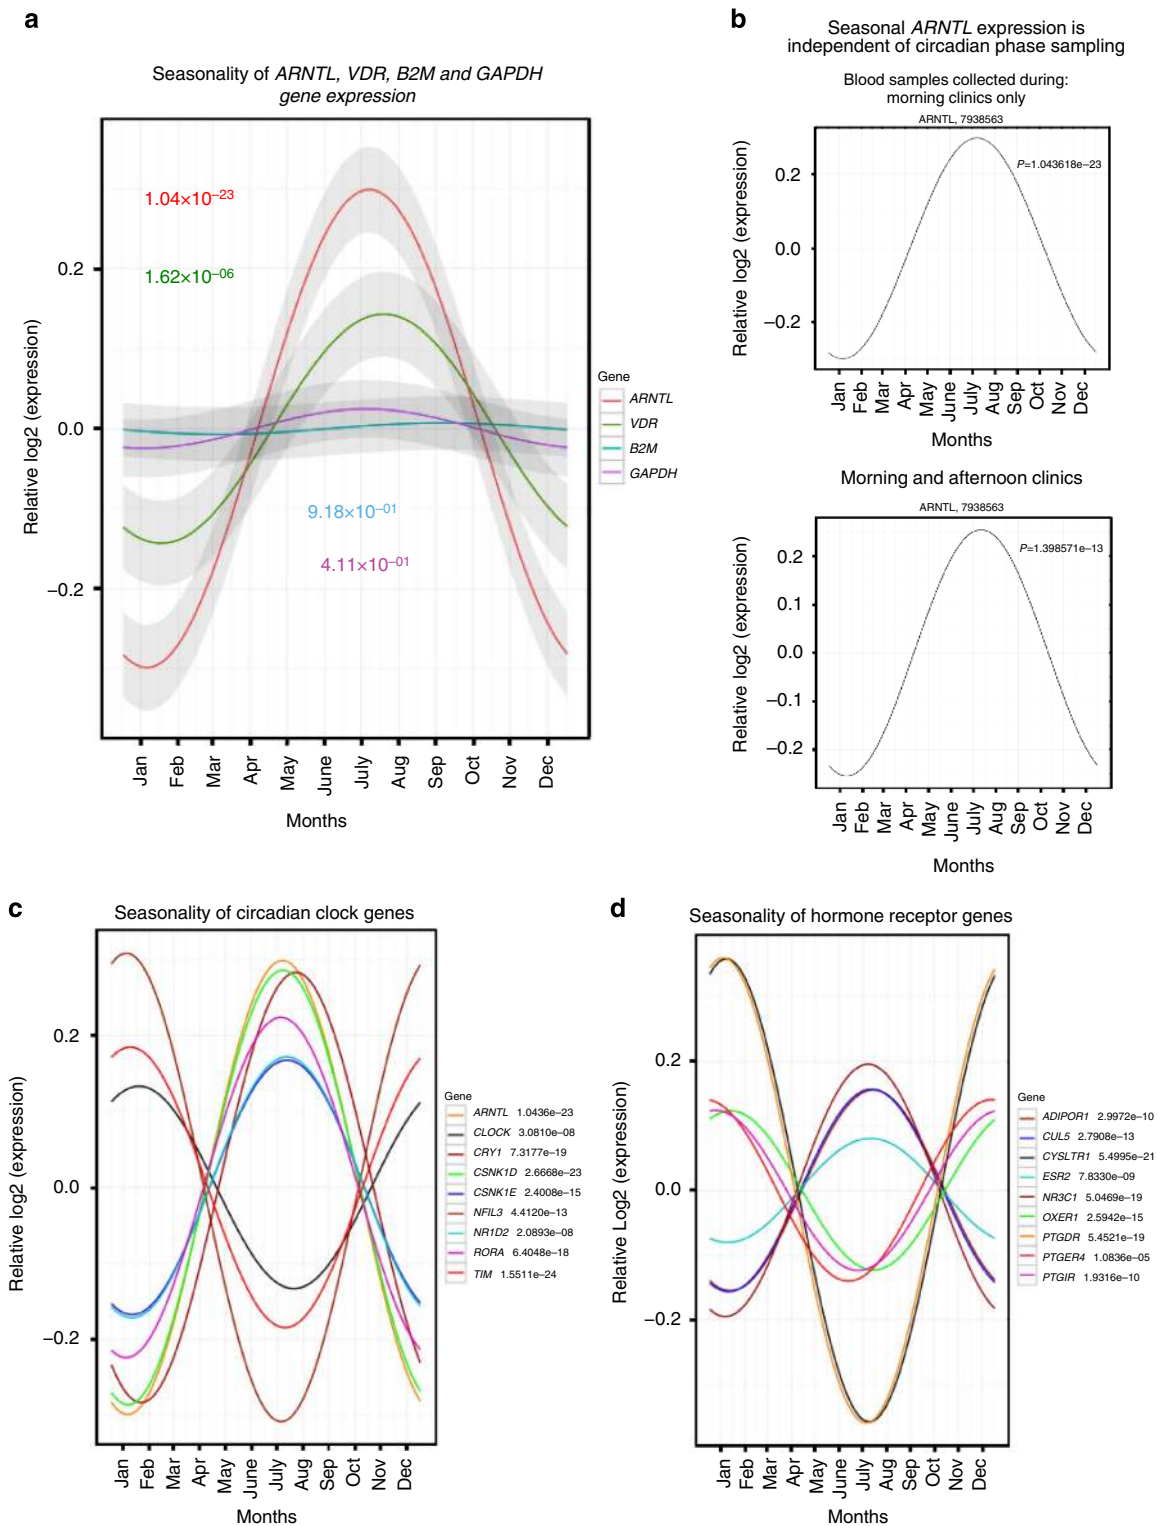 a
Seasonality of ARNTL, VDR, B2M and GAPDH
gene expression
1.04×10–23
1.62×10–06
9.18×10–01
4.11×10–01
0.2
0.0
–0.2
Relative log2 (expression)
Jan Feb Mar Apr May June July Aug Sep Oct Nov Dec
Months
Gene
ARNTL
VDR
B2M
GAPDH
b
Seasonal ARNTL expression is
independent of circadian phase sampling
Blood samples collected during:
morning clinics only
ARNTL, 7938563
P=1.043618e–23
0.2
0.0
–0.2
Relative log2 (expression)
Jan Feb Mar Apr May June July Aug Sep Oct Nov Dec
Months
Morning and afternoon clinics
ARNTL, 7938563
P=1.398571e–13
0.2
0.1
0.0
–0.1
–0.2
Relative log2 (expression)
Jan Feb Mar Apr May June July Aug Sep Oct Nov Dec
Months
c
Seasonality of circadian clock genes
0.2
0.0
–0.2
Relative log2 (expression)
Jan Feb Mar Apr May June July Aug Sep Oct Nov Dec
Months
Gene
ARNTL 1.0436e–23
CLOCK 3.0810e–08
CRY1 7.3177e–19
CSNK1D 2.6668e–23
CSNK1E 2.4008e–15
NFIL3 4.4120e–13
NR1D2 2.0893e–08
RORA 6.4048e–18
TIM 1.5511e–24
d
Seasonality of hormone receptor genes
0.2
0.0
–0.2
Relative Log2 (expression)
Jan Feb Mar Apr May June July Aug Sep Oct Nov Dec
Months
Gene
ADIPOR1 2.9972e–10
CUL5 2.7908e–13
CYSLTR1 5.4995e–21
ESR2 7.8330e–09
NR3C1 5.0469e–19
OXER1 2.5942e–15
PTGDR 5.4521e–19
PTGER4 1.0836e–05
PTGIR 1.9316e–10